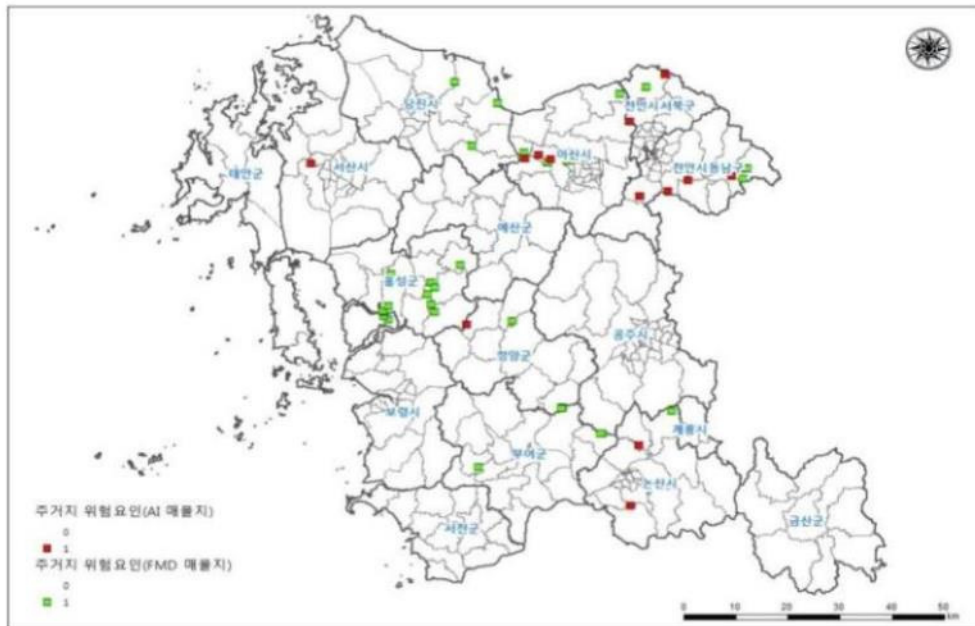 당진시
천안시서북구
아산시
서산시
태안군
천안시동남구
예산군
홍성군
공주시
청양군
보령시
계룡시
부여군
논산시
서천군
금산군
주거지 위험요인(AI 매몰지)
0
1
주거지 위험요인(FMD 매몰지)
0
1
0 10 20 30 40 50
km